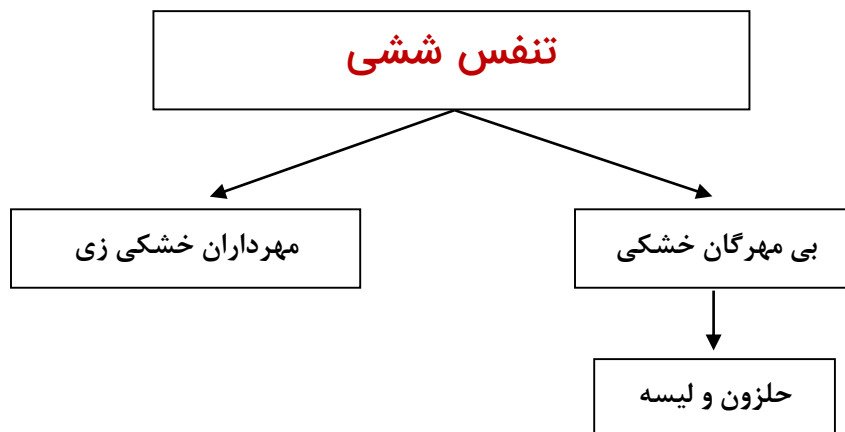 تنفس ششی
بی مهرگان خشکی
مهرداران خشکی زی
حلزون و لیسه